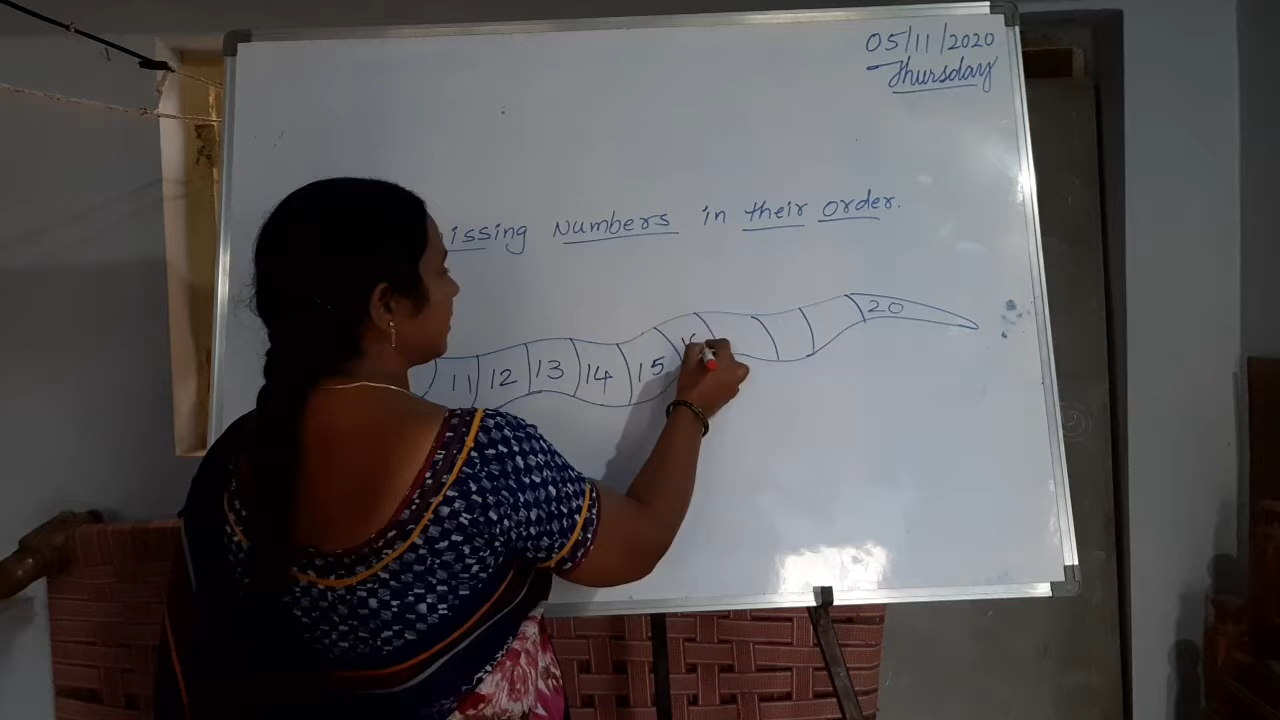 05/11/2020
Thursday
issing Numbers in their order.
11 12 13 14 15 20